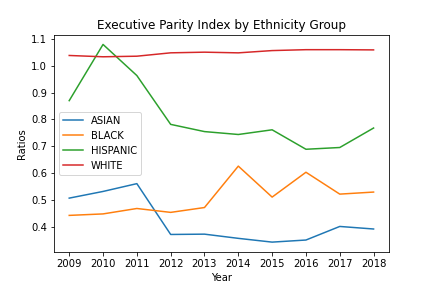 Executive Parity Index by Ethnicity Group
1.1
1.0
0.9
0.8
0.7
0.6
0.5
0.4
Ratios
ASIAN
BLACK
HISPANIC
WHITE
2009 2010 2011 2012 2013 2014 2015 2016 2017 2018
Year